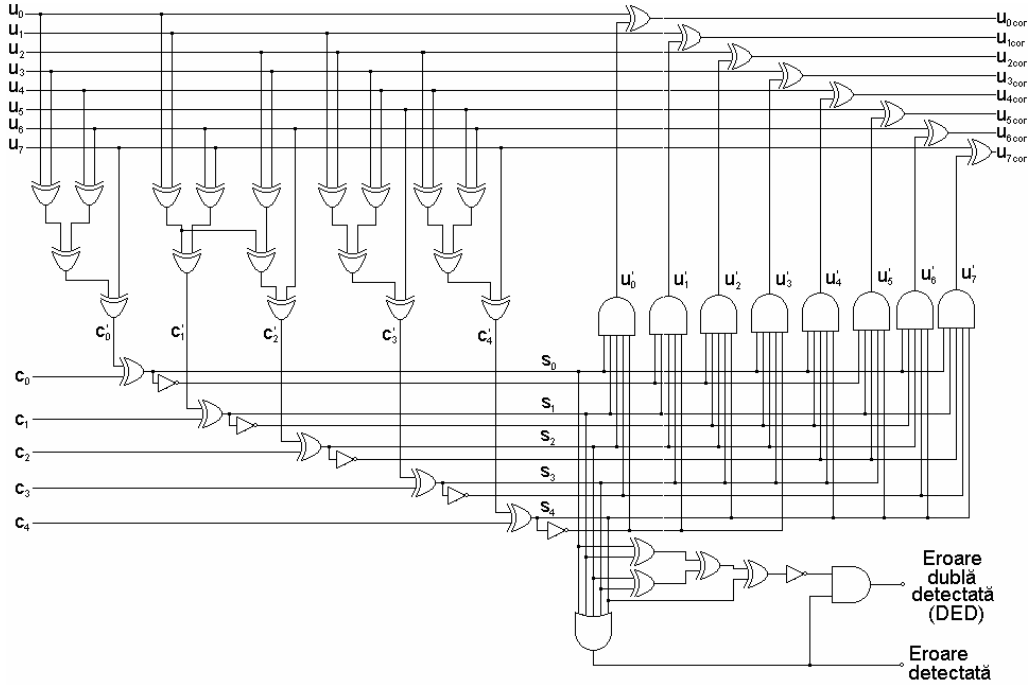 u0
u0cor
u1
u1cor
u2
u2cor
u3
u3cor
u4
u4cor
u5
u5cor
u6
u6cor
u7
u7cor
u'0
u'1
u'2
u'3
u'4
u'5
u'6
u'7
c'0
c'1
c'2
c'3
c'4
s0
c0
s1
c1
s2
c2
s3
c3
s4
c4
Eroare
dublă
detectată
(DED)
Eroare
detectată